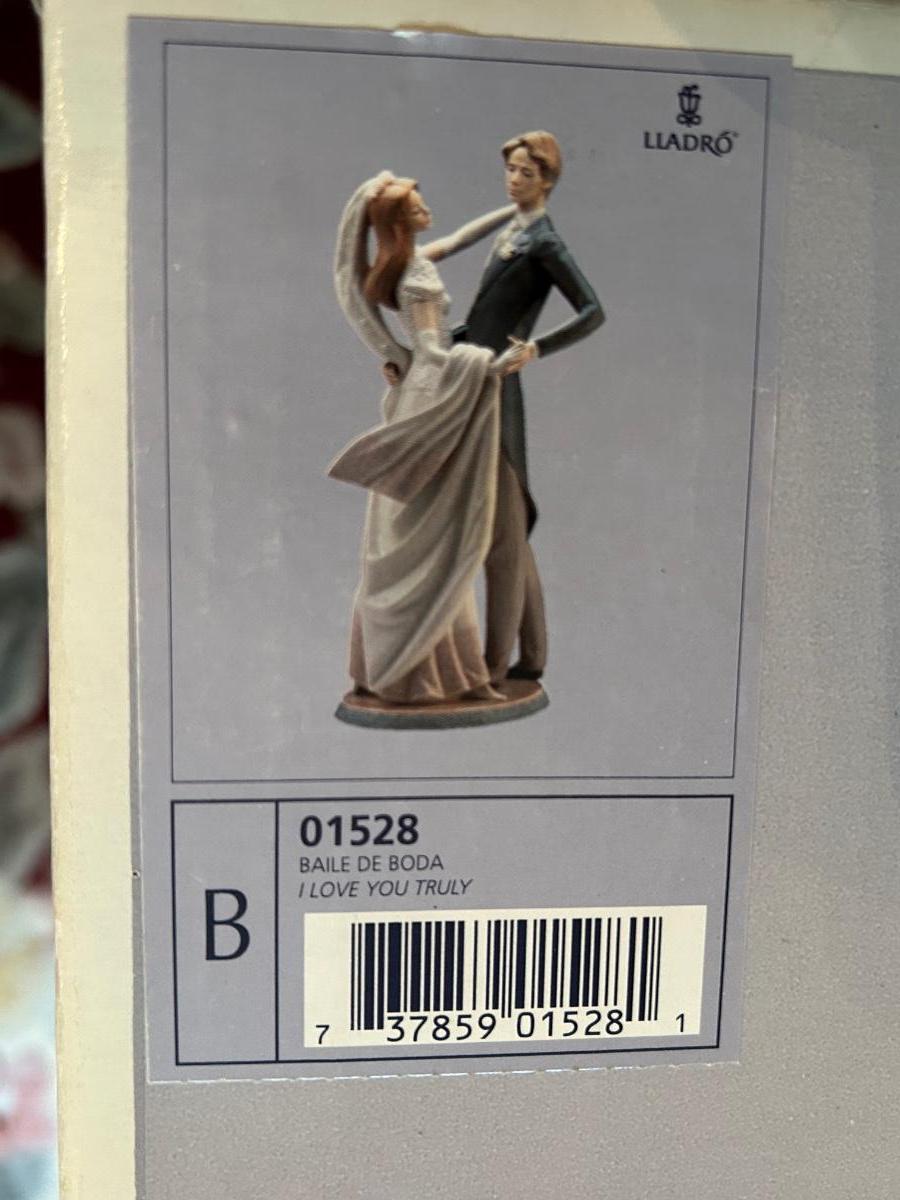 LLADRÓ®
01528
BAILE DE BODA
I LOVE YOU TRULY
B
7 37859 01528 1